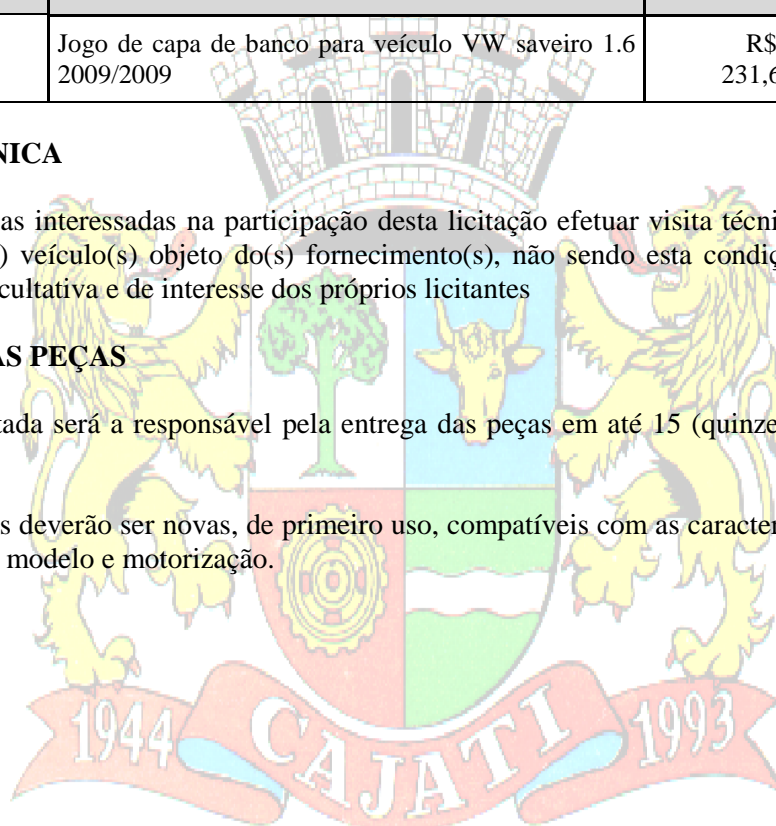 Jogo de capa de banco para veículo VW saveiro 1.6 R$
2009/2009 231,6
NICA
as interessadas na participação desta licitação efetuar visita técni
) veículo(s) objeto do(s) fornecimento(s), não sendo esta condiç
cultativa e de interesse dos próprios licitantes
AS PEÇAS
tada será a responsável pela entrega das peças em até 15 (quinze
s deverão ser novas, de primeiro uso, compatíveis com as caracter
modelo e motorização.
1944 CAJATI 1993